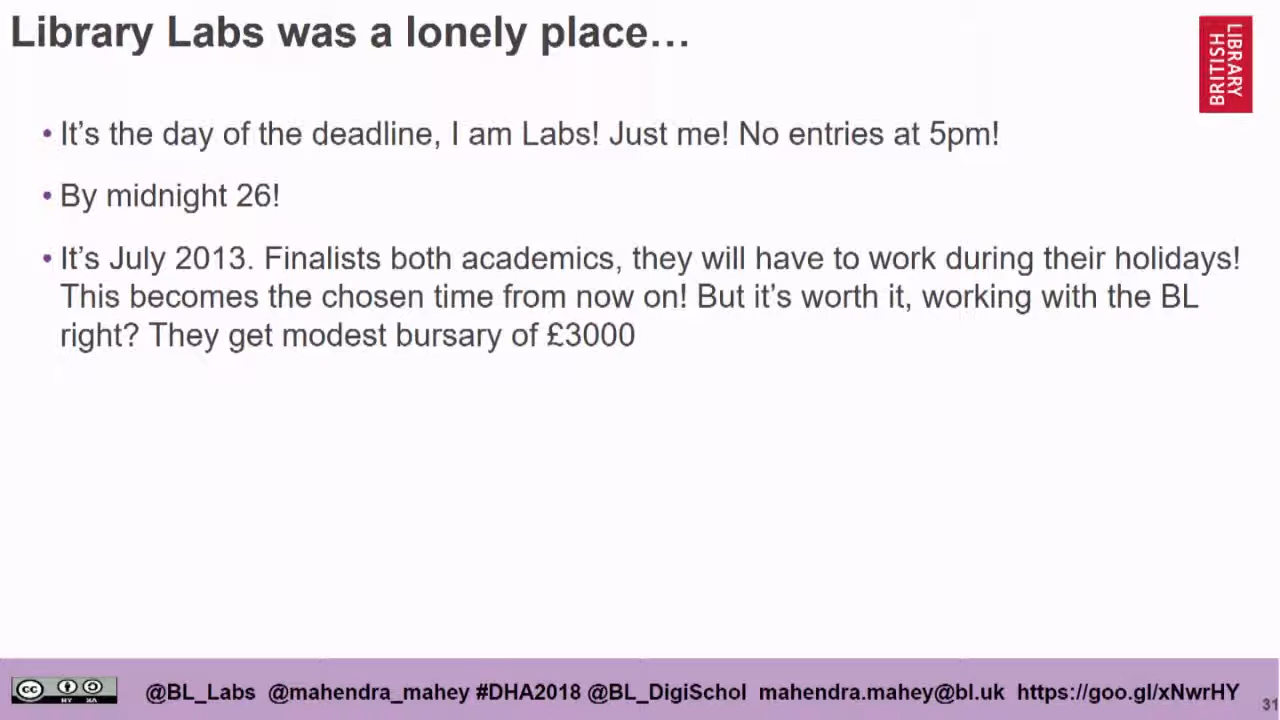 Library Labs was a lonely place…
LIBRARY
BRITISH
• It’s the day of the deadline, I am Labs! Just me! No entries at 5pm!
• By midnight 26!
• It’s July 2013. Finalists both academics, they will have to work during their holidays!
This becomes the chosen time from now on! But it’s worth it, working with the BL
right? They get modest bursary of £3000
cc
@BL_Labs @mahendra_mahey #DHA2018 @BL_DigiSchol mahendra.mahey@bl.uk https://goo.gl/xNwrHY
31